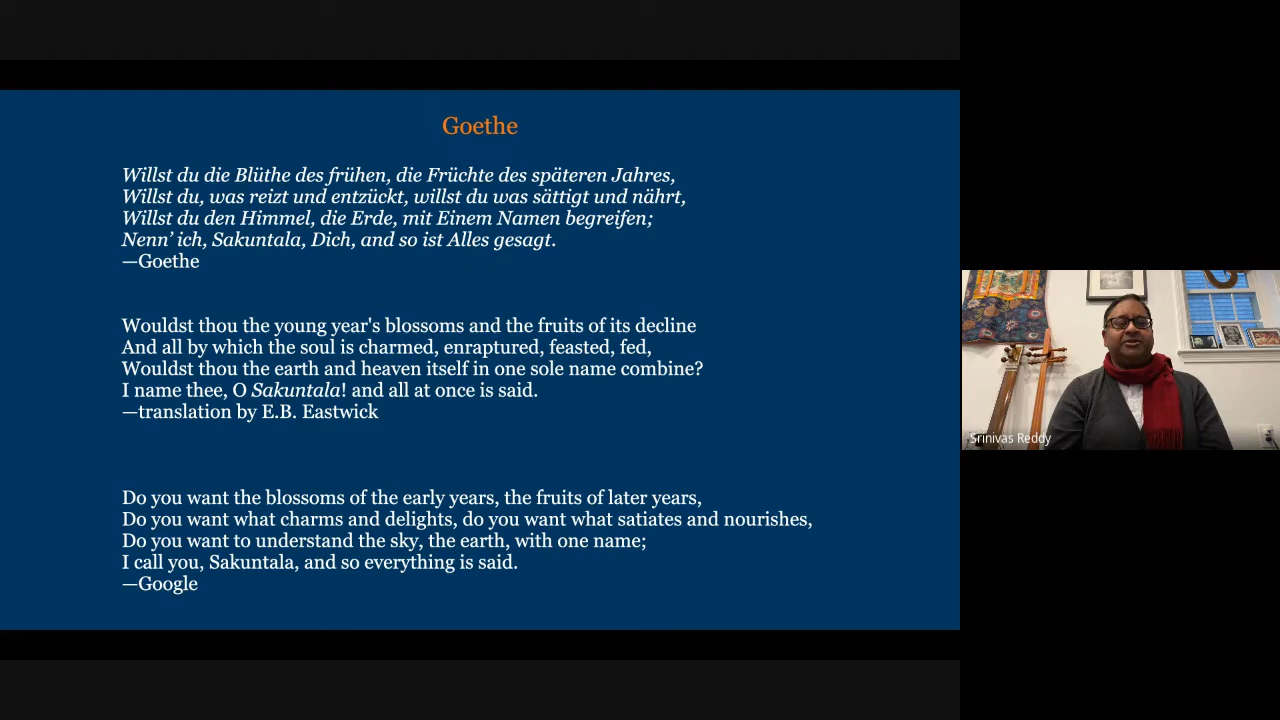 Goethe
Willst du die Blüthe des frühen, die Früchte des späteren Jahres,
Willst du, was reizt und entzückt, willst du was sättigt und nährt,
Willst du den Himmel, die Erde, mit Einem Namen begreifen;
Nenn’ ich, Sakuntala, Dich, and so ist Alles gesagt.
—Goethe
Wouldst thou the young year's blossoms and the fruits of its decline
And all by which the soul is charmed, enraptured, feasted, fed,
Wouldst thou the earth and heaven itself in one sole name combine?
I name thee, O Sakuntala! and all at once is said.
—translation by E.B. Eastwick
Do you want the blossoms of the early years, the fruits of later years,
Do you want what charms and delights, do you want what satiates and nourishes,
Do you want to understand the sky, the earth, with one name;
I call you, Sakuntala, and so everything is said.
—Google
Srinivas Reddy